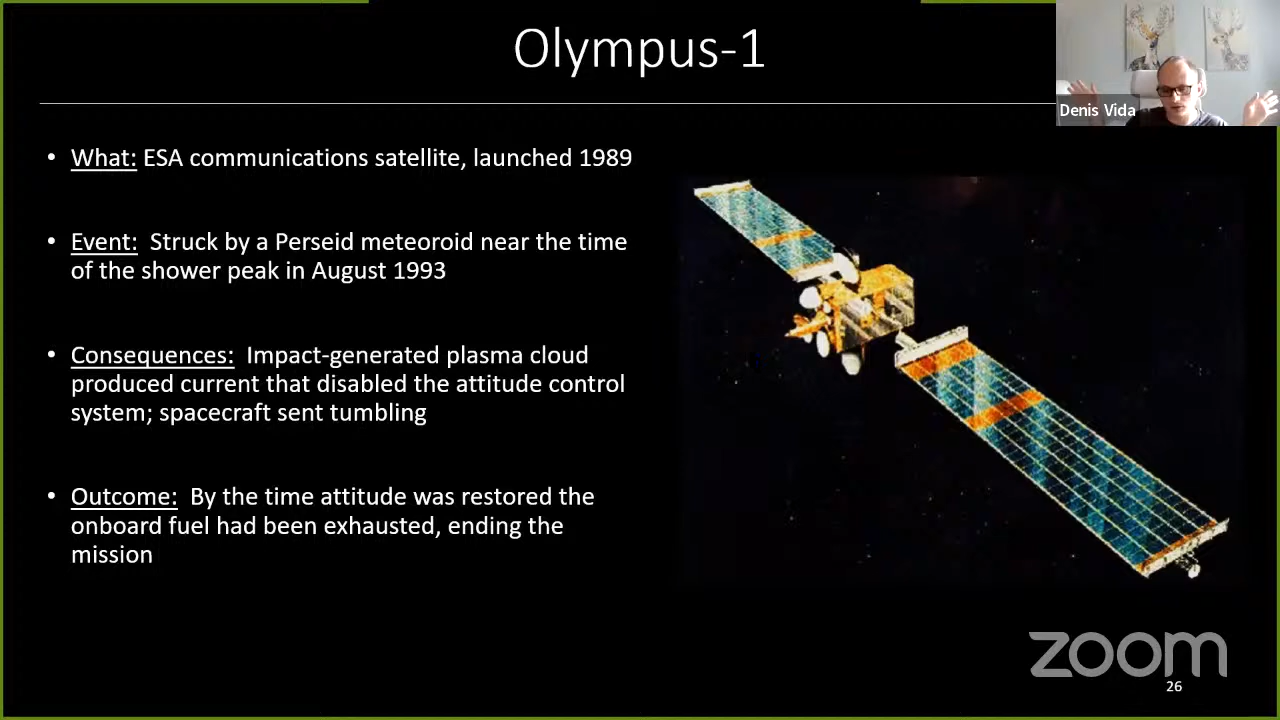 Olympus-1
Denis Vida
• What: ESA communications satellite, launched 1989
• Event:  Struck by a Perseid meteoroid near the time
of the shower peak in August 1993
• Consequences:  Impact-generated plasma cloud
produced current that disabled the attitude control
system; spacecraft sent tumbling
• Outcome:  By the time attitude was restored the
onboard fuel had been exhausted, ending the
mission
zoom
26